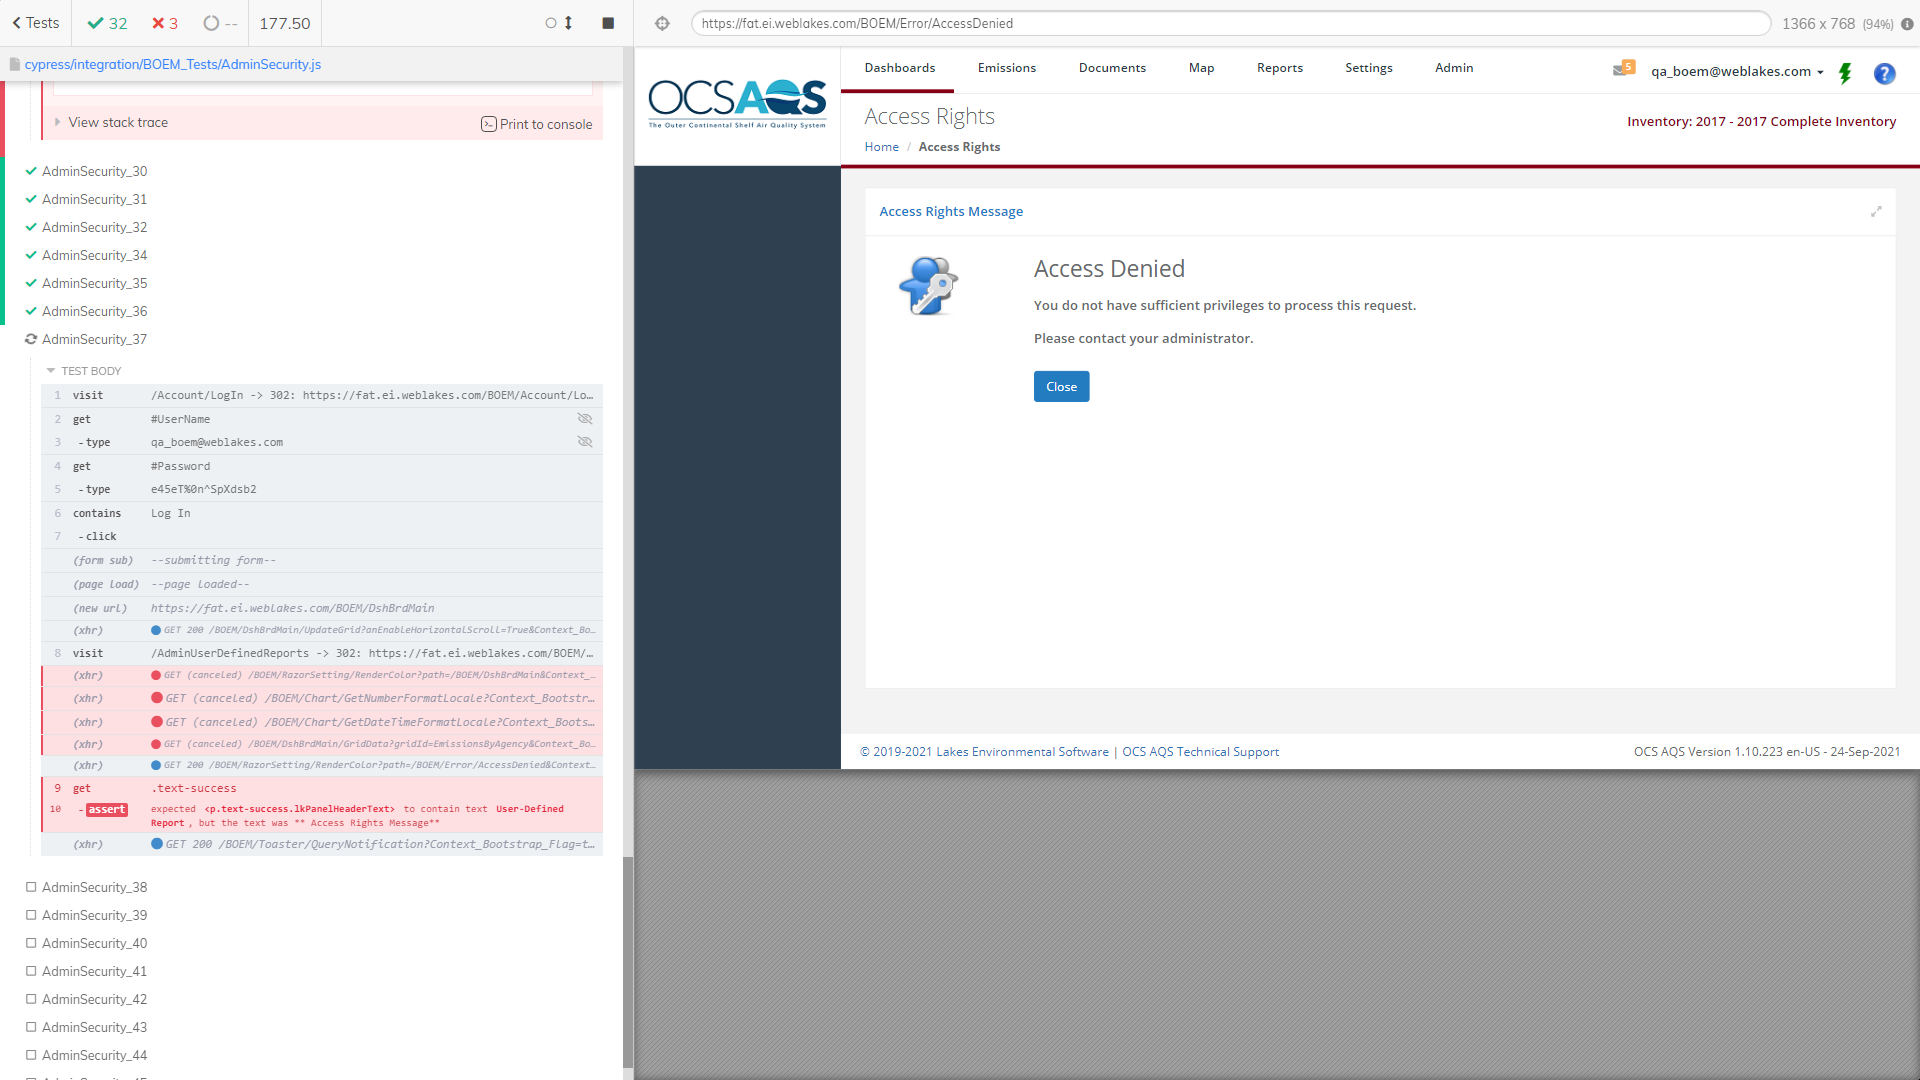 Tests
32
3
--
177.50
https://fat.ei.weblakes.com/BOEM/Error/AccessDenied
1366 x 768 (94%)
cypress/integration/BOEM_Tests/AdminSecurity.js
View stack trace
Print to console
AdminSecurity_30
AdminSecurity_31
AdminSecurity_32
AdminSecurity_34
AdminSecurity_35
AdminSecurity_36
AdminSecurity_37
TEST BODY
1 visit /Account/LogIn -> 302: https://fat.ei.weblakes.com/BOEM/Account/Lo...
2 get #UserName
3 -type qa_boem@weblakes.com
4 get #Password
5 -type e45eT%0n^SpXdsb2
6 contains Log In
7 -click
(form sub) --submitting form--
(page load) --page loaded--
(new url) https://fat.ei.weblakes.com/BOEM/DshBrdMain
(xhr) GET 200 /BOEM/DshBrdMain/UpdateGrid?anEnableHorizontalScroll=True&Context_Bo...
8 visit /AdminUserDefinedReports -> 302: https://fat.ei.weblakes.com/BOEM/...
(xhr) GET (canceled) /BOEM/RazorSetting/RenderColor?path=/BOEM/DshBrdMain&Context_...
(xhr) GET (canceled) /BOEM/Chart/GetNumberFormatLocale?Context_Bootstr...
(xhr) GET (canceled) /BOEM/Chart/GetDateTimeFormatLocale?Context_Boots...
(xhr) GET (canceled) /BOEM/DshBrdMain/GridData?gridId=EmissionsByAgency&Context_Bo...
(xhr) GET 200 /BOEM/RazorSetting/RenderColor?path=/BOEM/Error/AccessDenied&Context...
9 get .text-success
10 -assert expected <p.text-success.lkPanelHeaderText> to contain text User-Defined
Report, but the text was ** Access Rights Message**
(xhr) GET 200 /BOEM/Toaster/QueryNotification?Context_Bootstrap_Flag=t...
AdminSecurity_38
AdminSecurity_39
AdminSecurity_40
AdminSecurity_41
AdminSecurity_42
AdminSecurity_43
AdminSecurity_44
OCSAQS
The Outer Continental Shelf Air Quality System
Dashboards
Emissions
Documents
Map
Reports
Settings
Admin
5
qa_boem@weblakes.com
?
Access Rights
Inventory: 2017 - 2017 Complete Inventory
Home / Access Rights
Access Rights Message
Access Denied
You do not have sufficient privileges to process this request.
Please contact your administrator.
Close
© 2019-2021 Lakes Environmental Software | OCS AQS Technical Support
OCS AQS Version 1.10.223 en-US - 24-Sep-2021